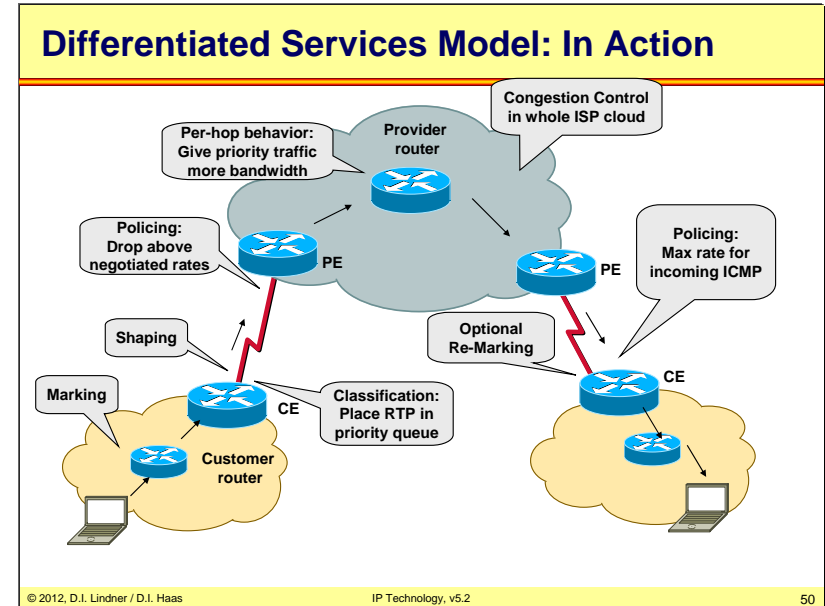 Differentiated Services Model: In Action
Congestion Control
in whole ISP cloud
Per-hop behavior:
Give priority traffic
more bandwidth
Provider
router
Policing:
Drop above
negotiated rates
PE
PE
Policing:
Max rate for
incoming ICMP
Shaping
Optional
Re-Marking
Marking
CE
Classification:
Place RTP in
priority queue
CE
Customer
router
© 2012, D.I. Lindner / D.I. Haas
IP Technology, v5.2
50